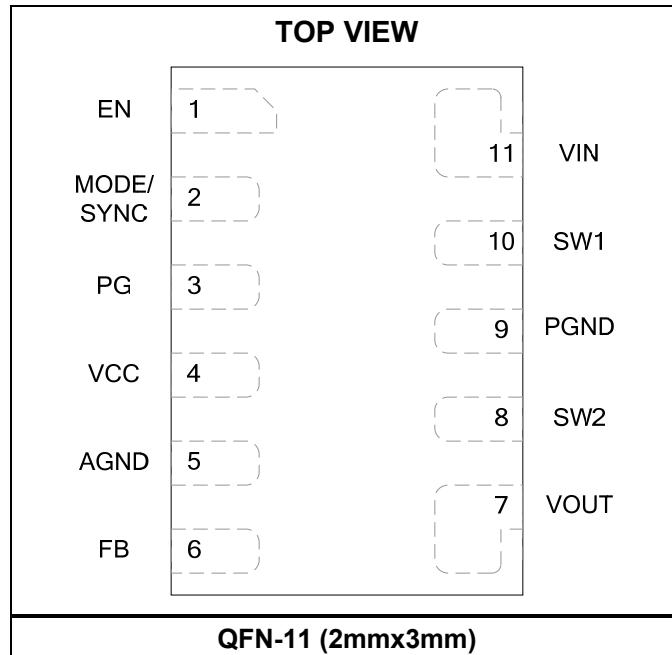 TOP VIEW
EN 1
11 VIN
MODE/
SYNC 2
10 SW1
PG 3
9 PGND
VCC 4
8 SW2
AGND 5
7 VOUT
FB 6
QFN-11 (2mmx3mm)